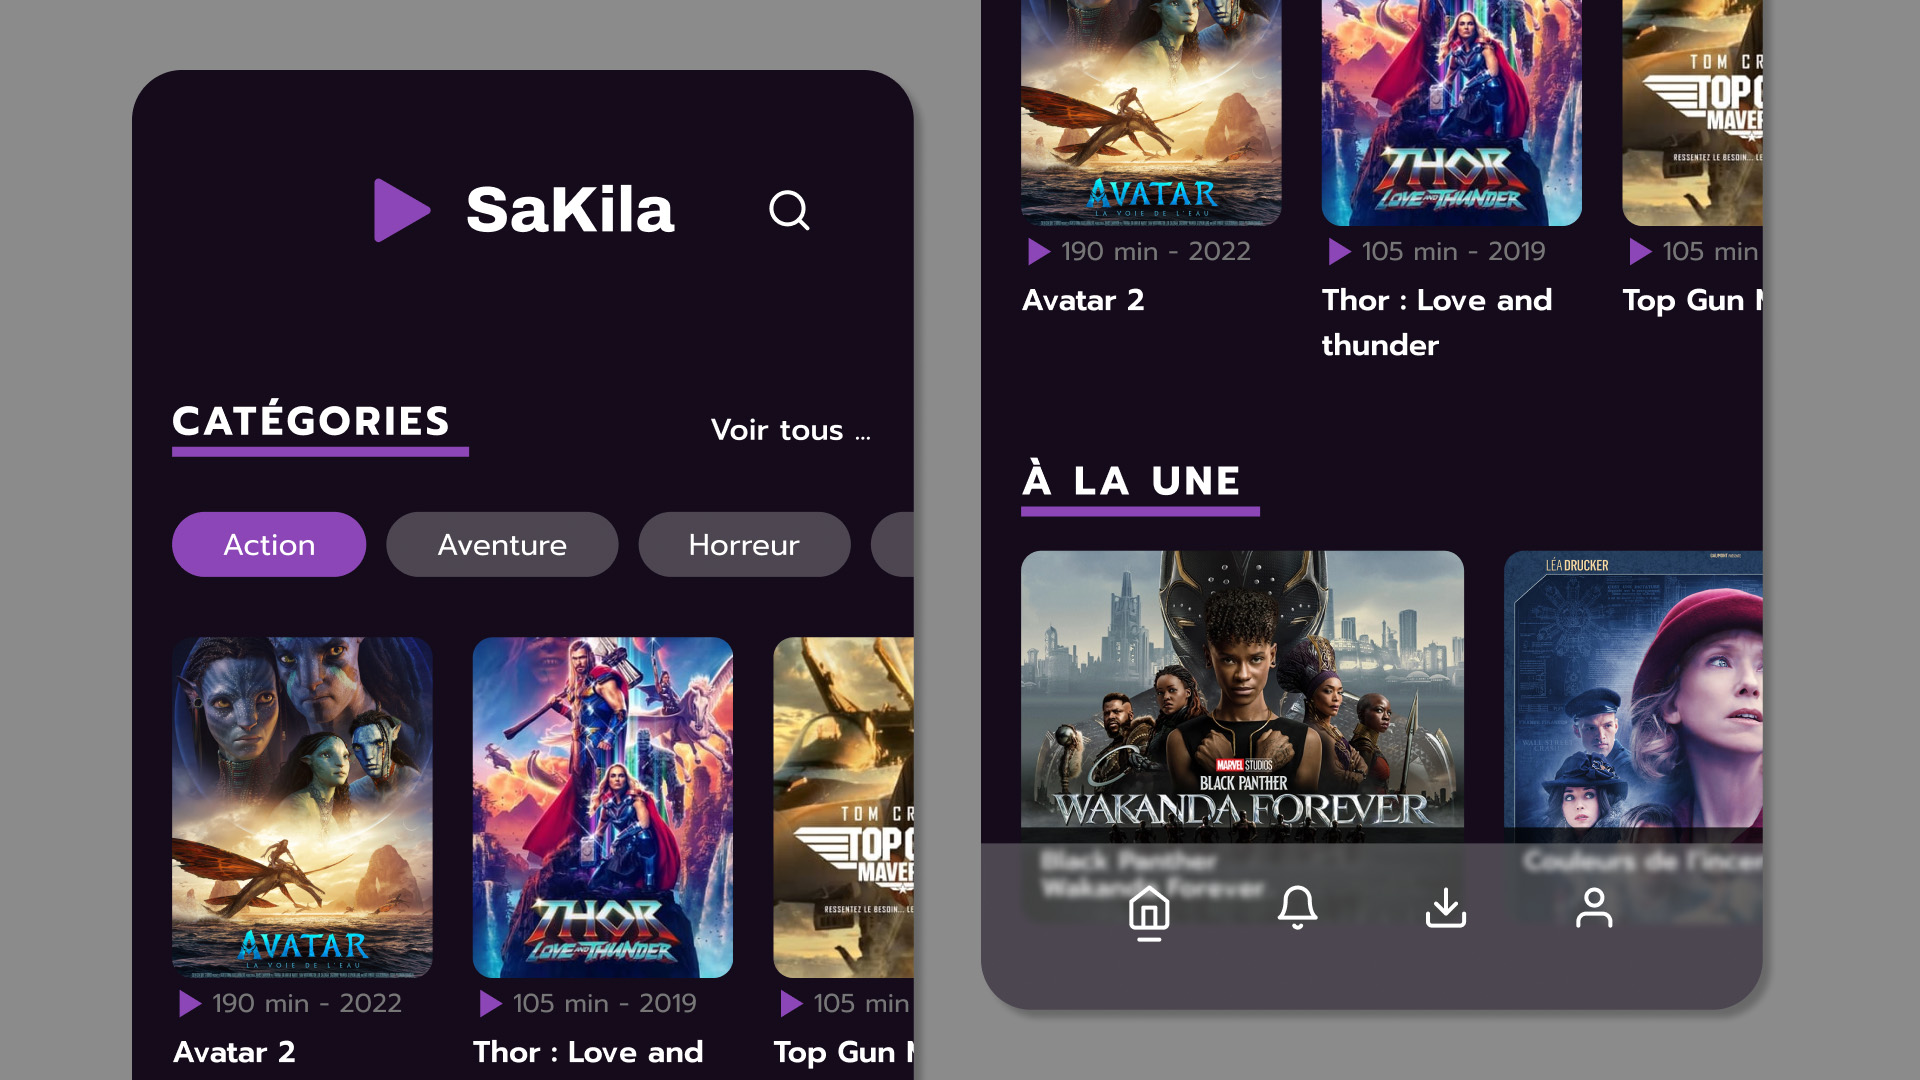 SaKila
CATÉGORIES
Voir tous ...
Action
Aventure
Horreur
AVATAR
LA VOIE DE L'EAU
THOR
LOVE AND THUNDER
TOM CR
TOP G
MAVER
RESSENTEZ LE BESOIN... LE
190 min - 2022
105 min - 2019
105 min
Avatar 2
Thor : Love and
Top Gun M
AVATAR
LA VOIE DE L'EAU
THOR
LOVE AND THUNDER
TOM CR
TOP G
MAVER
RESSENTEZ LE BESOIN... LE
190 min - 2022
105 min - 2019
105 min
Avatar 2
Thor : Love and
thunder
Top Gun M
À LA UNE
MARVEL STUDIOS
BLACK PANTHER
WAKANDA FOREVER
LÉA DRUCKER
Black Panther
Wakanda Forever
Couleurs de l'incen